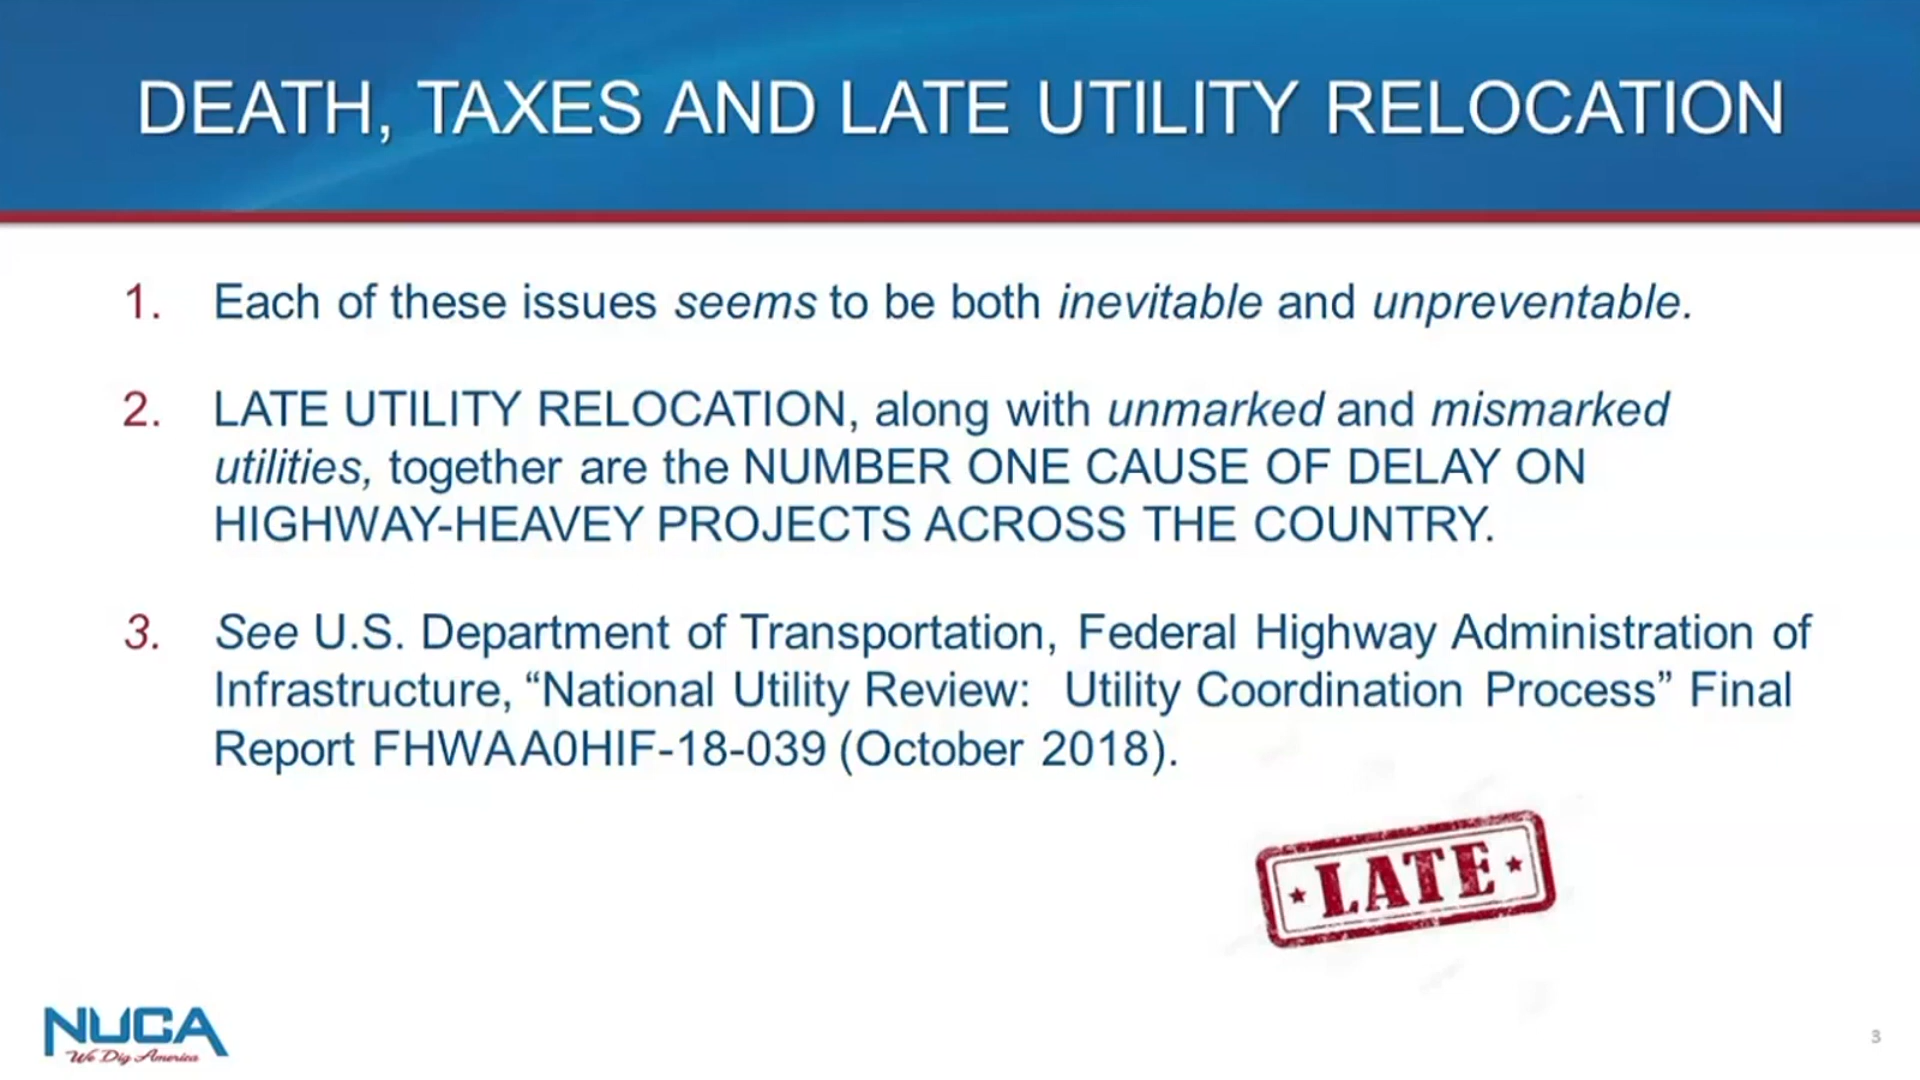 DEATH, TAXES AND LATE UTILITY RELOCATION
1. Each of these issues seems to be both inevitable and unpreventable.
2. LATE UTILITY RELOCATION, along with unmarked and mismarked
utilities, together are the NUMBER ONE CAUSE OF DELAY ON
HIGHWAY-HEAVEY PROJECTS ACROSS THE COUNTRY.
3. See U.S. Department of Transportation, Federal Highway Administration of
Infrastructure, “National Utility Review: Utility Coordination Process” Final
Report FHWAA0HIF-18-039 (October 2018).
LATE
NUCA
We Dig America
3